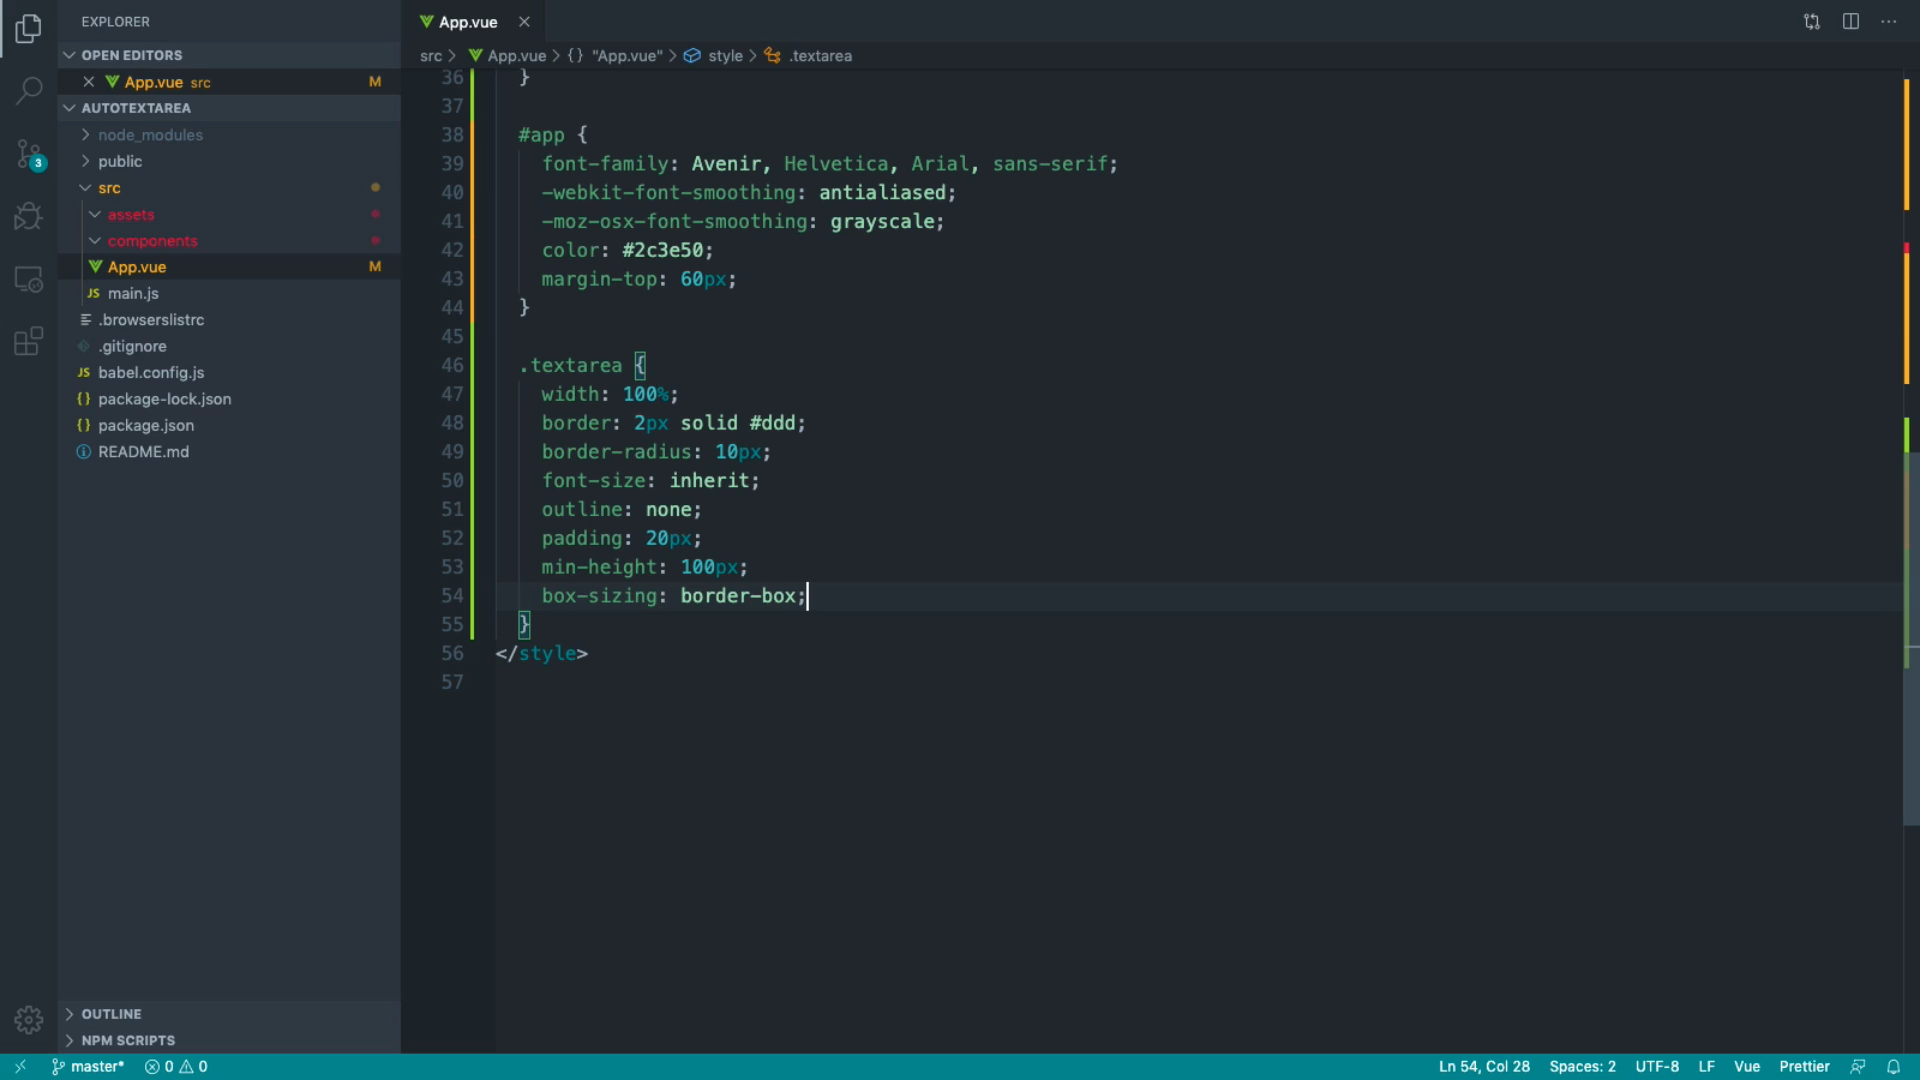 EXPLORER
OPEN EDITORS
App.vue src M
AUTOTEXTAREA
node_modules
public
src
assets
components
App.vue M
JS main.js
.browserslistrc
.gitignore
JS babel.config.js
{} package-lock.json
{} package.json
README.md
OUTLINE
NPM SCRIPTS
3
App.vue
src > App.vue > {} "App.vue" > style > .textarea
36 }
37
38 #app {
39 font-family: Avenir, Helvetica, Arial, sans-serif;
40 -webkit-font-smoothing: antialiased;
41 -moz-osx-font-smoothing: grayscale;
42 color: #2c3e50;
43 margin-top: 60px;
44 }
45
46 .textarea {
47 width: 100%;
48 border: 2px solid #ddd;
49 border-radius: 10px;
50 font-size: inherit;
51 outline: none;
52 padding: 20px;
53 min-height: 100px;
54 box-sizing: border-box;
55 }
56 </style>
57
master* 0 0 Ln 54, Col 28 Spaces: 2 UTF-8 LF Vue Prettier